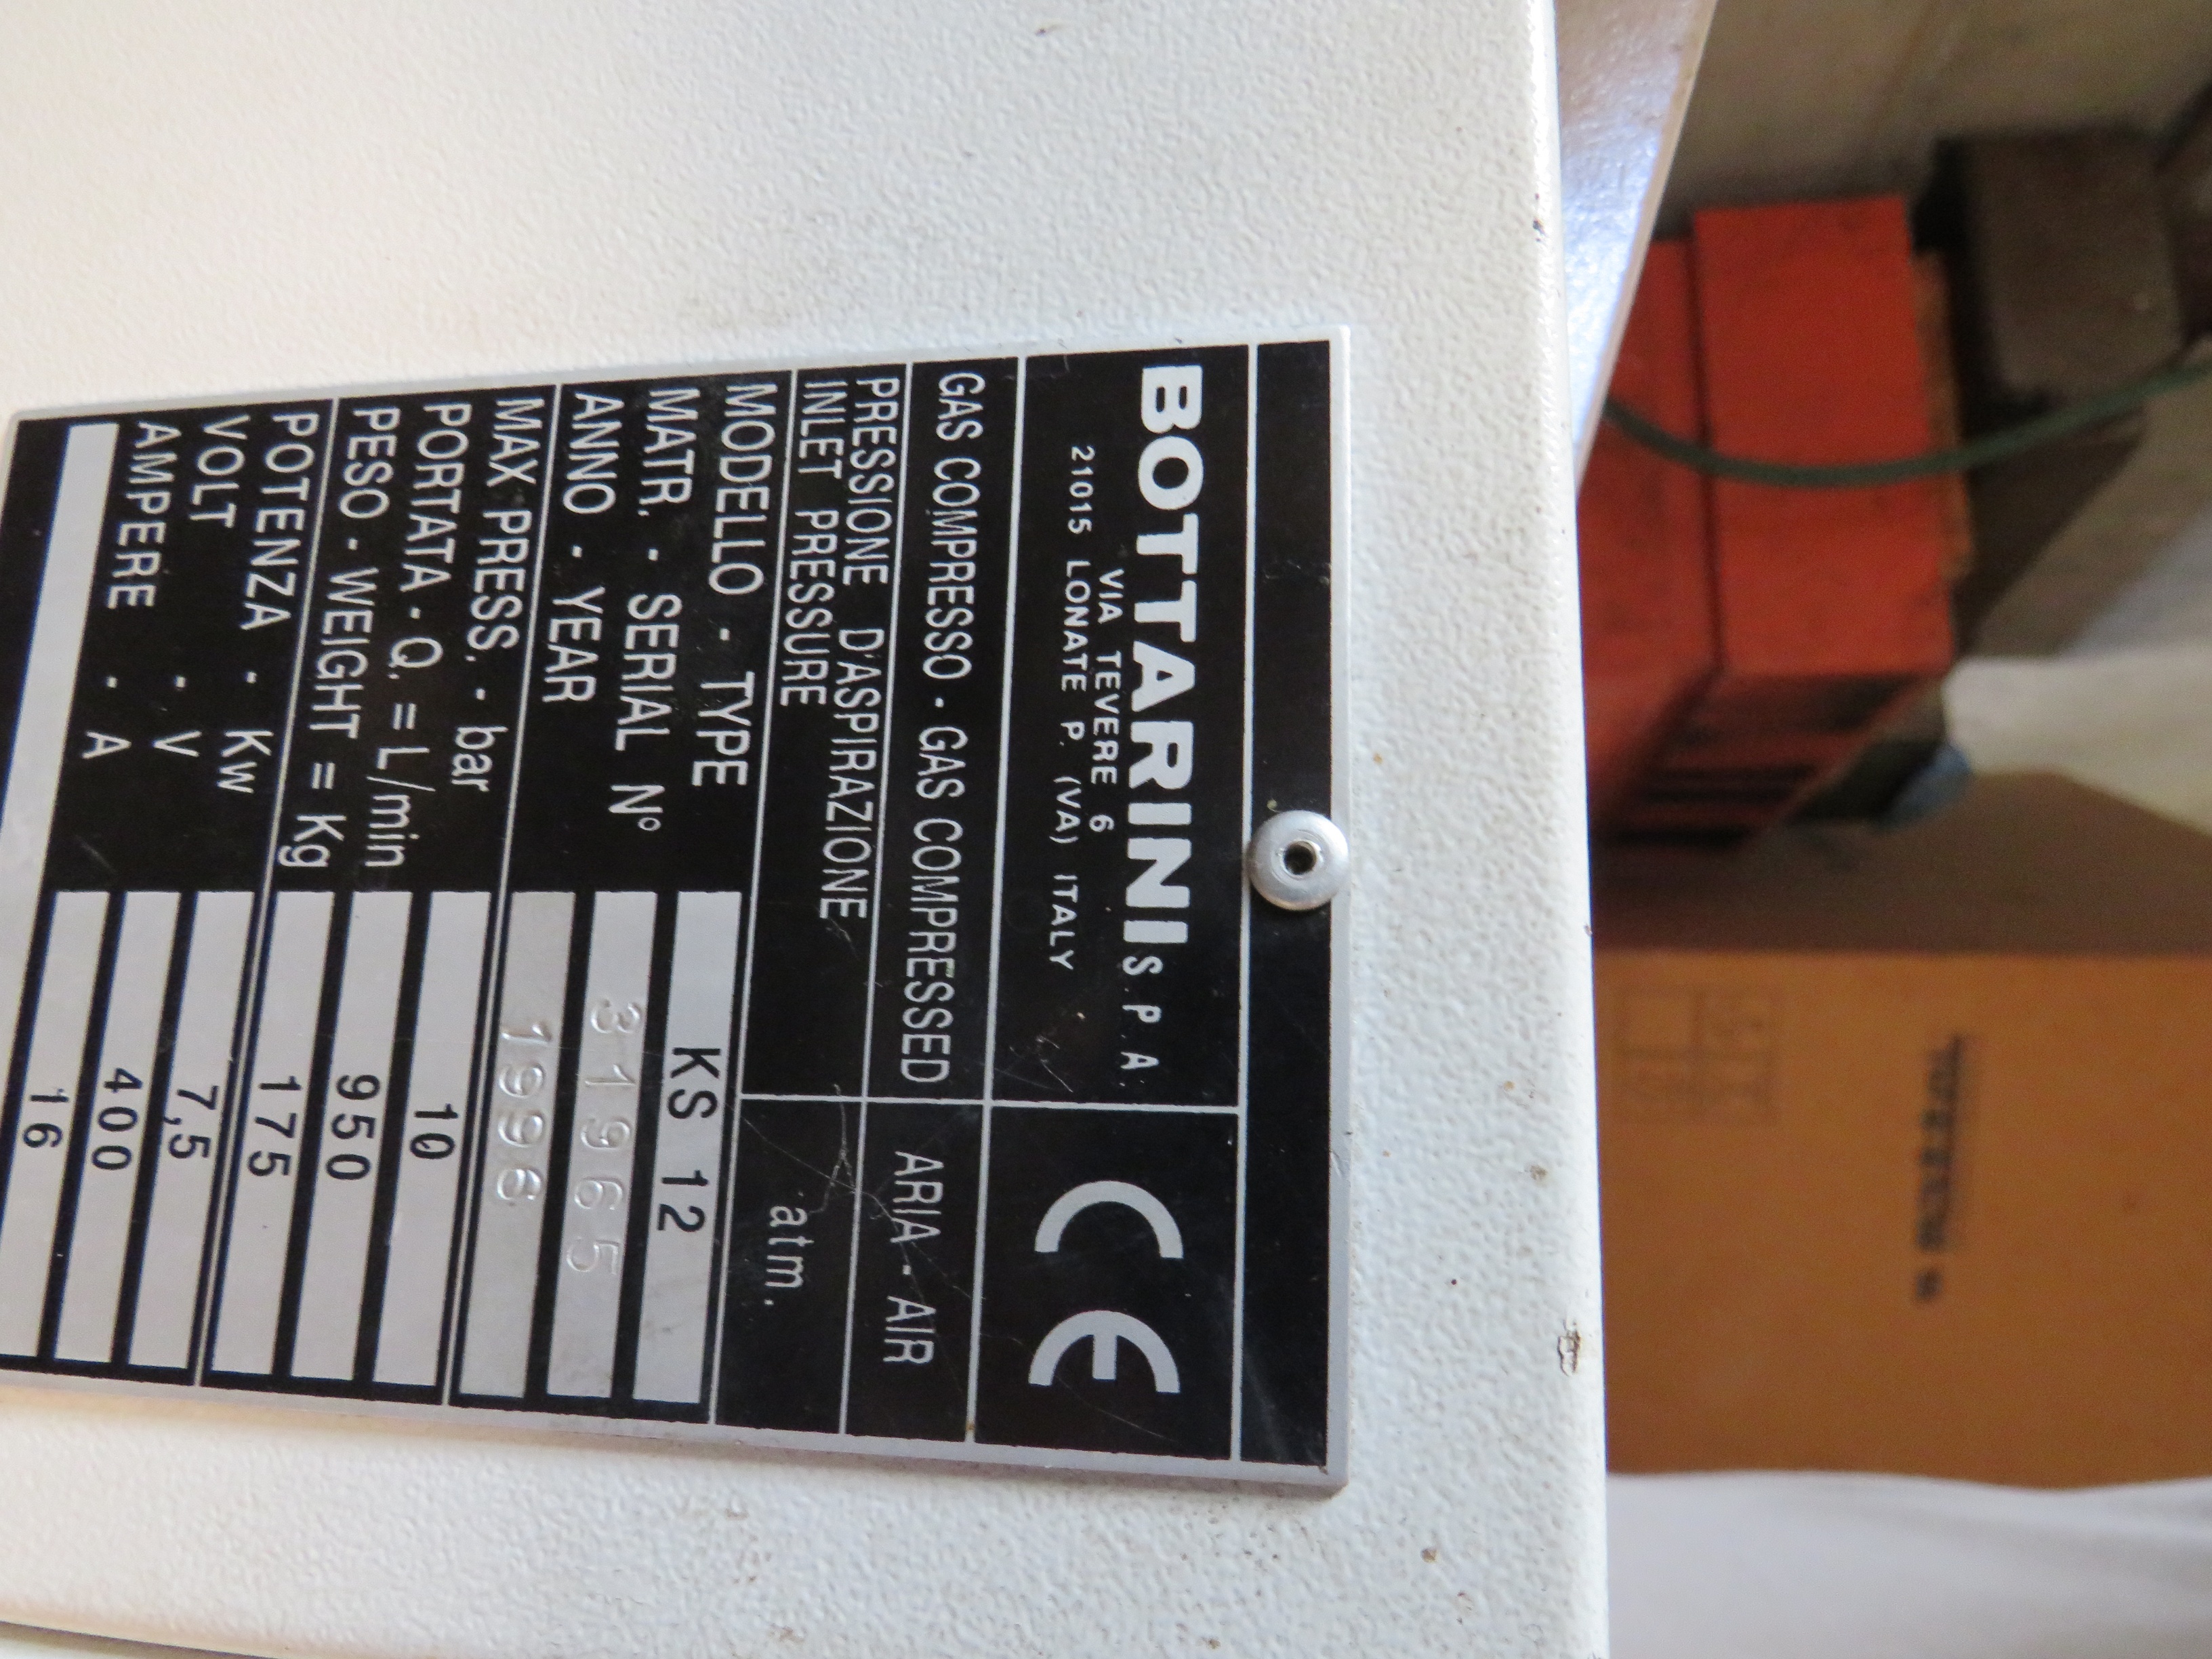 BOTTARINI S.P.A.
VIA TEVERE 6
21015 LONATE P. (VA) ITALY
CE
GAS COMPRESSO - GAS COMPRESSED ARIA - AIR
PRESSIONE D'ASPIRAZIONE
INLET PRESSURE atm.
MODELLO - TYPE KS 12
MATR. - SERIAL N° 31965
ANNO - YEAR 1996
MAX PRESS. - bar 10
PORTATA - Q. = L/min 950
PESO - WEIGHT = Kg 175
POTENZA - Kw 7,5
VOLT - V 400
AMPERE - A 16